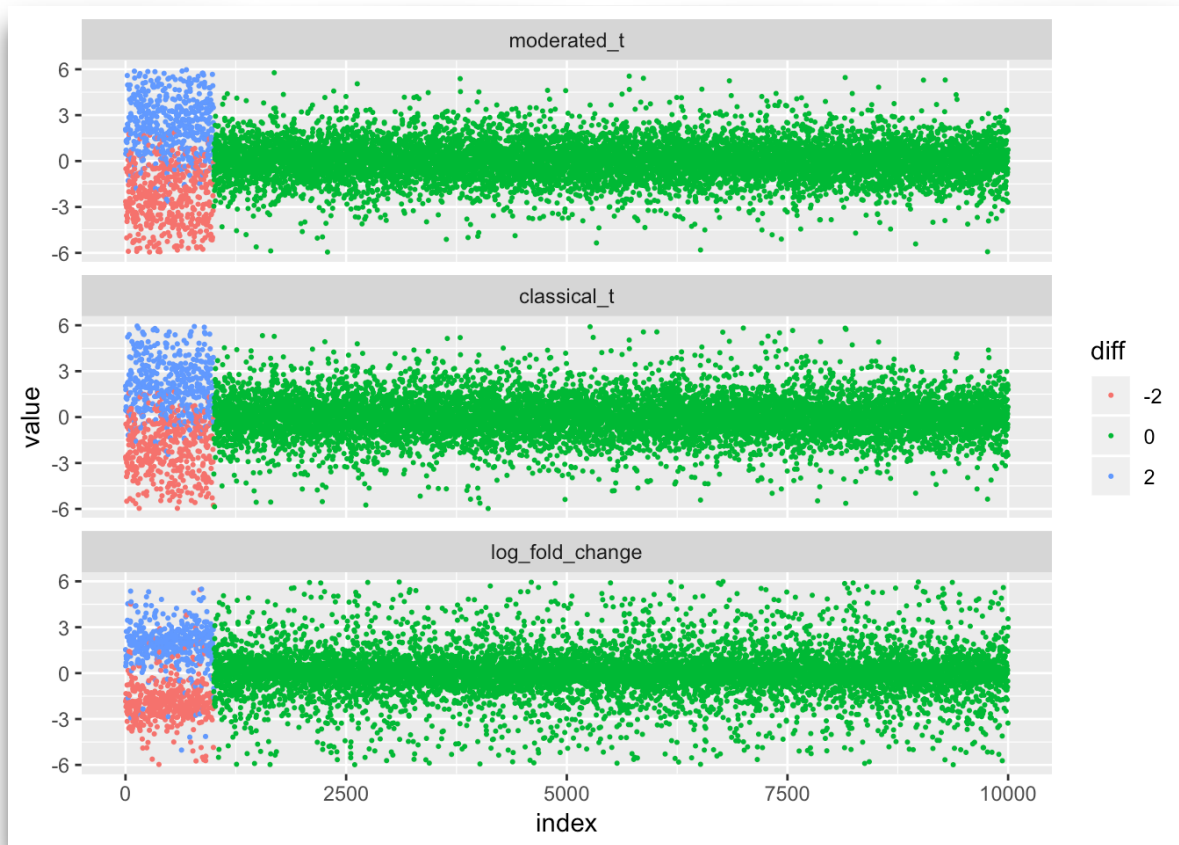 moderated_t
6
3
0
-3
-6
classical_t
6
3
0
-3
-6
value
log_fold_change
6
3
0
-3
-6
0 2500 5000 7500 10000
index
diff
-2
0
2